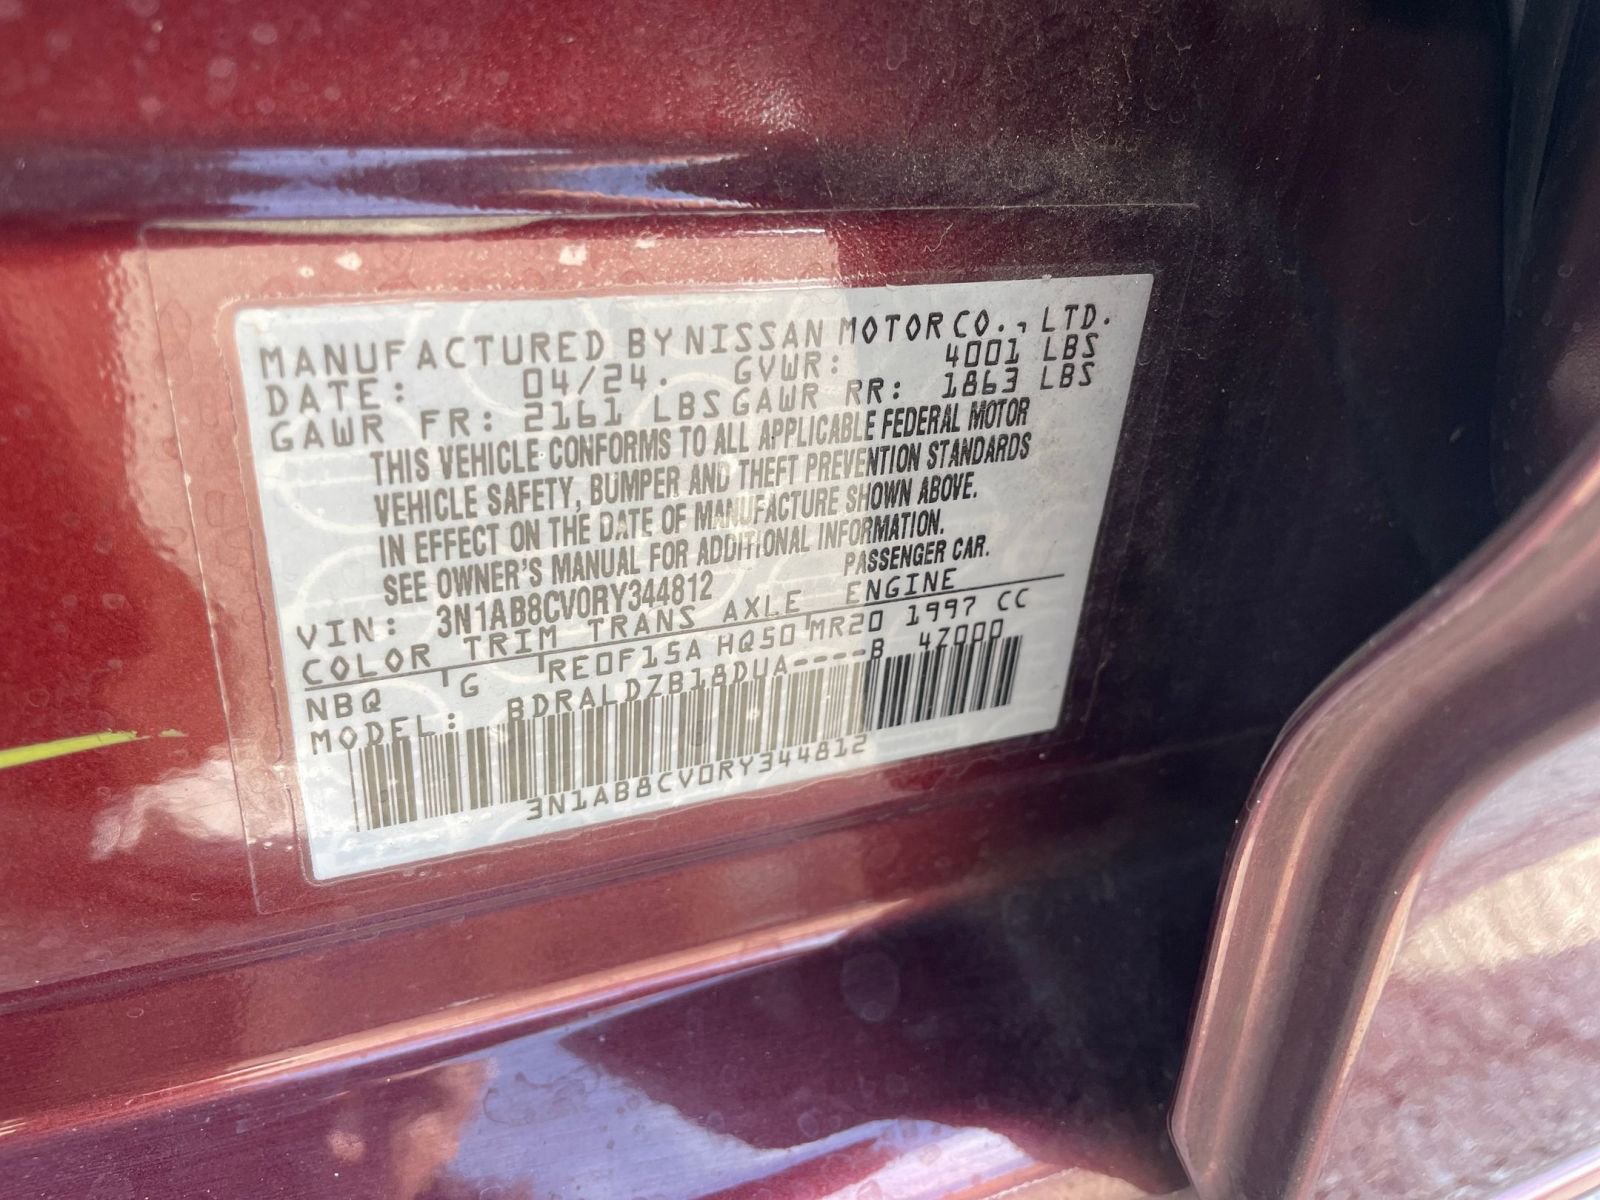 MANUFACTURED BY NISSAN MOTOR CO., LTD.
DATE: 04/24. GVWR: 4001 LBS
GAWR FR: 2161 LBS GAWR RR: 1863 LBS
THIS VEHICLE CONFORMS TO ALL APPLICABLE FEDERAL MOTOR
VEHICLE SAFETY, BUMPER AND THEFT PREVENTION STANDARDS
IN EFFECT ON THE DATE OF MANUFACTURE SHOWN ABOVE.
SEE OWNER'S MANUAL FOR ADDITIONAL INFORMATION.
VIN: 3N1AB8CV0RY344812 PASSENGER CAR.
COLOR TRIM TRANS AXLE ENGINE
NBQ G RE0F15A HQ50 MR20 1997 CC
MODEL: BDRALDZB18DUA----B 4Z000
3N1AB8CV0RY344812